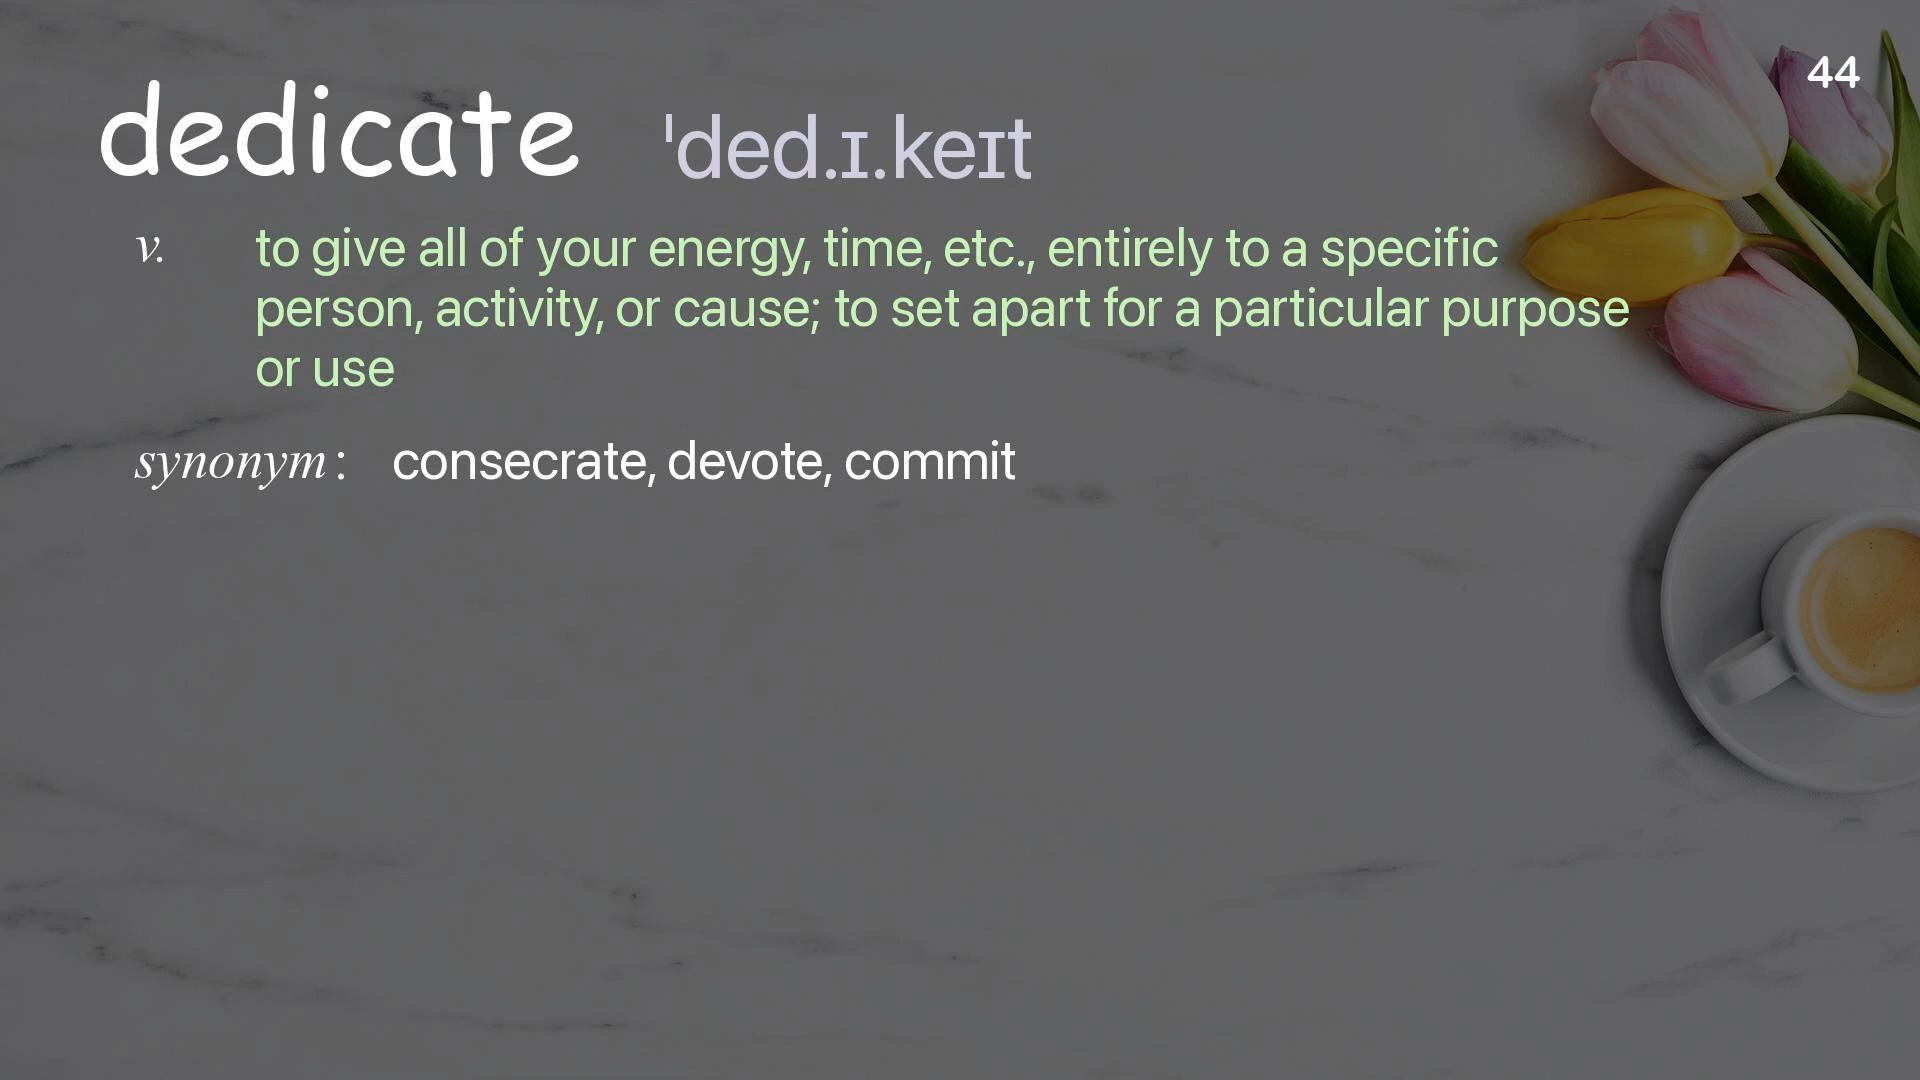 44
dedicate ˈded.ɪ.keɪt
v. to give all of your energy, time, etc., entirely to a specific
person, activity, or cause; to set apart for a particular purpose
or use
synonym : consecrate, devote, commit